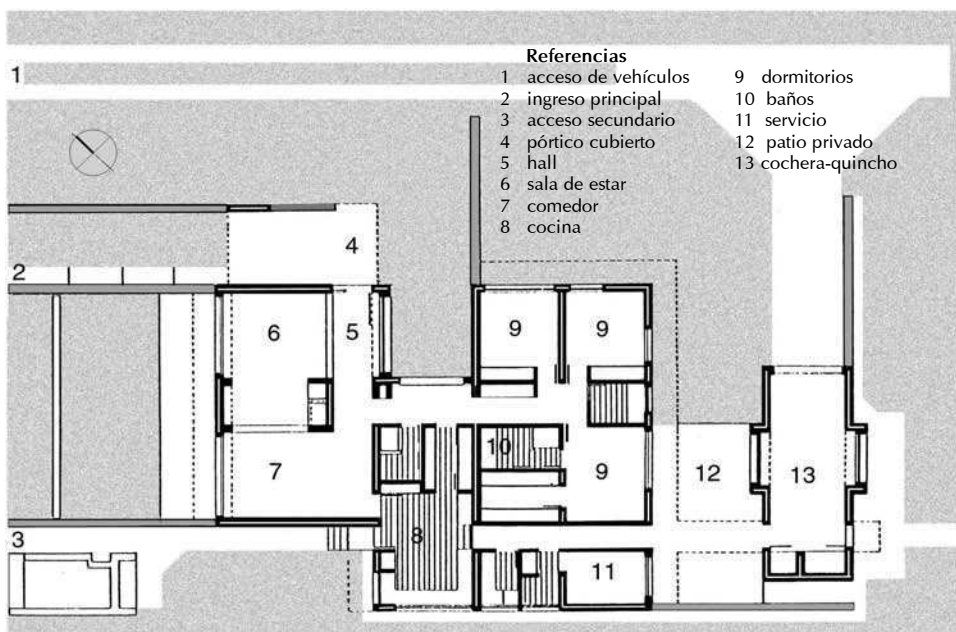 Referencias
1 acceso de vehículos
2 ingreso principal
3 acceso secundario
4 pórtico cubierto
5 hall
6 sala de estar
7 comedor
8 cocina
9 dormitorios
10 baños
11 servicio
12 patio privado
13 cochera-quincho
1
4
2
6
5
9
9
10
7
9
12
13
3
8
11